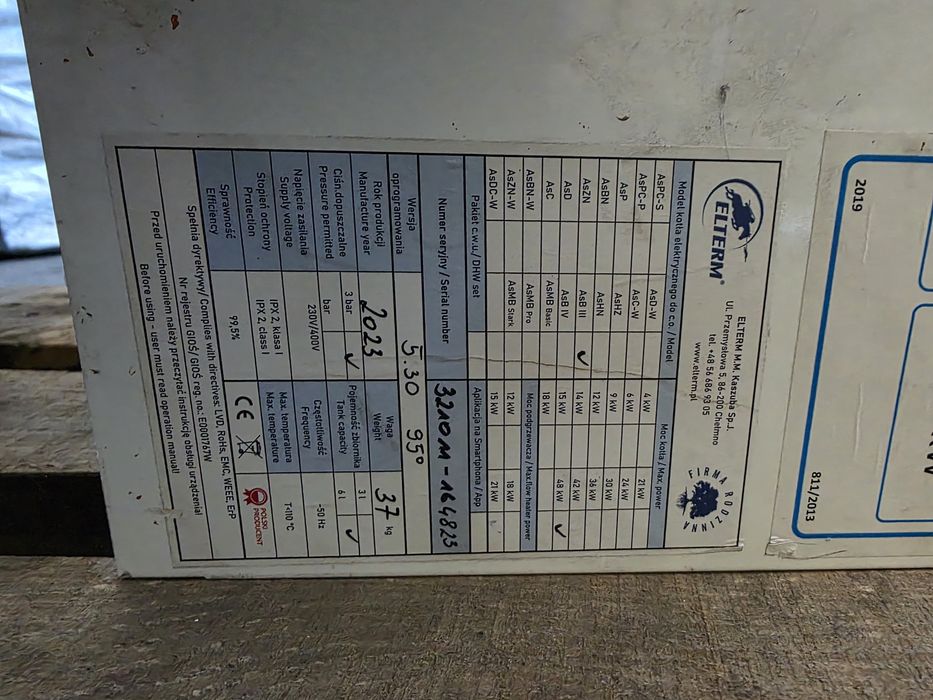 ELTERM®
ELTERM M.M. Kaszuba Sp.J.
Ul. Przemysłowa 5, 86-200 Chełmno
tel. +48 56 686 93 05
www.elterm.pl
FIRMA RODZINNA
Model kotła elektrycznego do c.o. / Model
Moc kotła / Max. power
AsPC-S AsD-W
AsPC-P AsC-W 4 kW 21 kW
AsP AsHZ 6 kW 24 kW
AsBN AsHN 9 kW 30 kW
AsZN AsB III ✓ 12 kW 36 kW
AsD AsB IV 14 kW 42 kW
AsC AsMB Basic 15 kW 48 kW ✓
AsBN-W AsMB Pro 18 kW
AsZN-W AsMB Stark Moc podgrzewacza / Max.flow heater power
AsDC-W 12 kW 18 kW
15 kW 21 kW
Pakiet c.w.u./ DHW set Aplikacja na Smartphona / App
Numer seryjny / Serial number 3210M-164823
Wersja oprogramowania 5.30 95°
Rok produkcji
Manufacture year 2023
Waga
Weight 37 kg
Ciśn.dopuszczalne
Pressure permitted
3 bar ✓
bar
Pojemność zbiornika
Tank capacity
3 l
6 l ✓
Napięcie zasilania
Supply voltage
230V/400V
Częstotliwość
Frequency
~50 Hz
Stopień ochrony
Protection
IPX 2, klasa I
IPX 2, class I
Max. temperatura
Max. temperature
T<110 °C
Sprawność
Efficiency
99,5%
CE
POLSKI PRODUCENT
Spełnia dyrektywy/ Complies with directives: LVD, RoHs, EMC, WEEE, ErP
Nr rejestru GIOŚ/ GIOŚ reg. no.: E0001767W
Przed uruchomieniem należy przeczytać instrukcję obsługi urządzenia!
Before using - user must read operation manual!
2019
811/2013